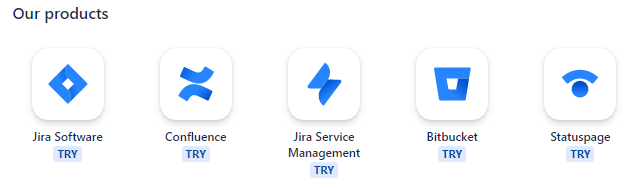 Our products
Jira Software
TRY
Confluence
TRY
Jira Service
Management
TRY
Bitbucket
TRY
Statuspage
TRY